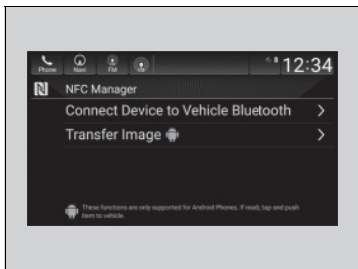 Phone Navi FM
12:34
NFC Manager
Connect Device to Vehicle Bluetooth
Transfer Image
These functions are only supported for Android Phones. If read), tap and push
item to vehicle.